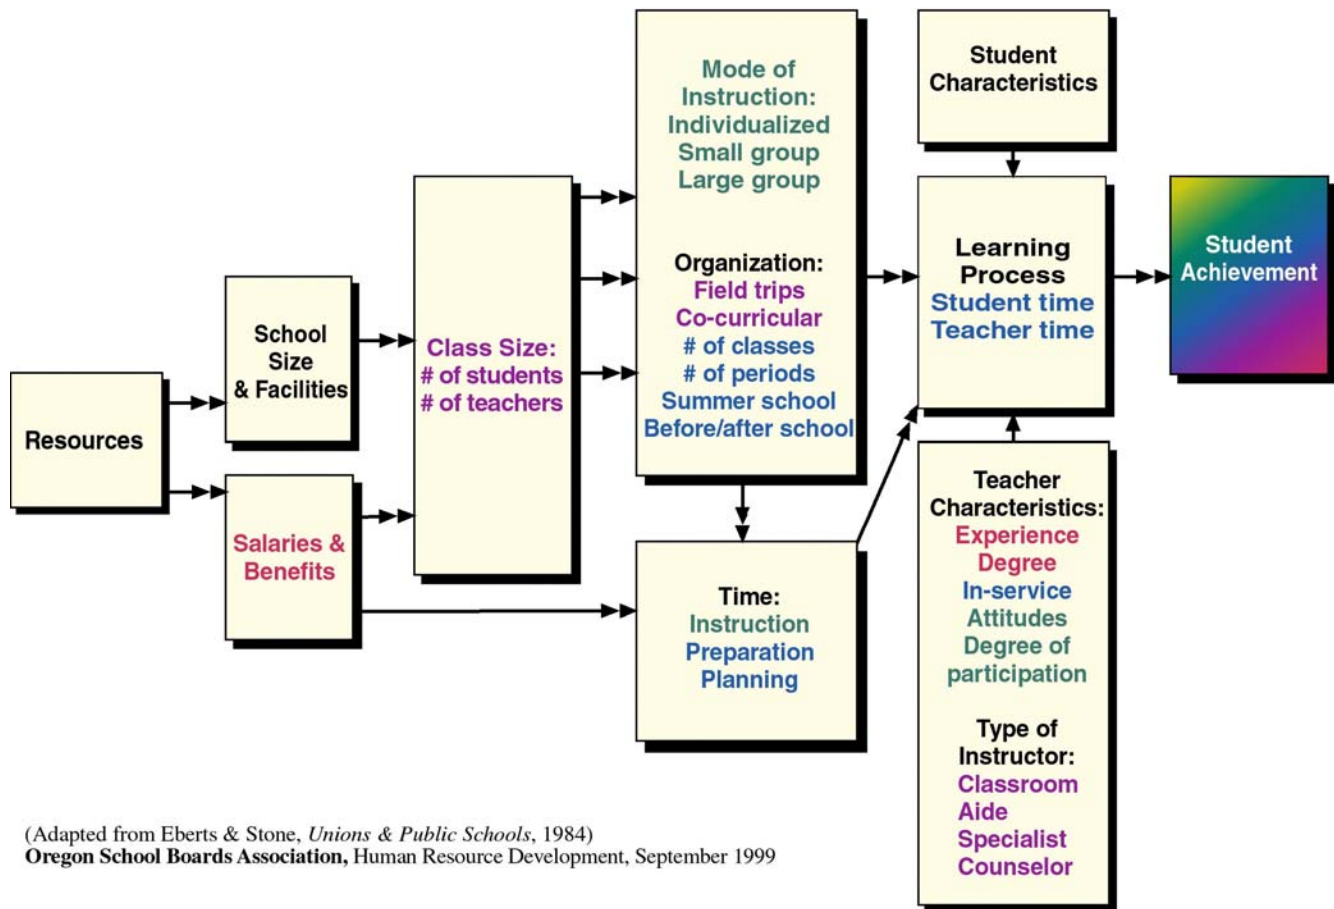 Resources
School
Size
& Facilities
Salaries &
Benefits
Class Size:
# of students
# of teachers
Mode of
Instruction:
Individualized
Small group
Large group
Organization:
Field trips
Co-curricular
# of classes
# of periods
Summer school
Before/after school
Time:
Instruction
Preparation
Planning
Student
Characteristics
Learning
Process
Student time
Teacher time
Teacher
Characteristics:
Experience
Degree
In-service
Attitudes
Degree of
participation
Type of
Instructor:
Classroom
Aide
Specialist
Counselor
Student
Achievement
(Adapted from Eberts & Stone, Unions & Public Schools, 1984)
Oregon School Boards Association, Human Resource Development, September 1999